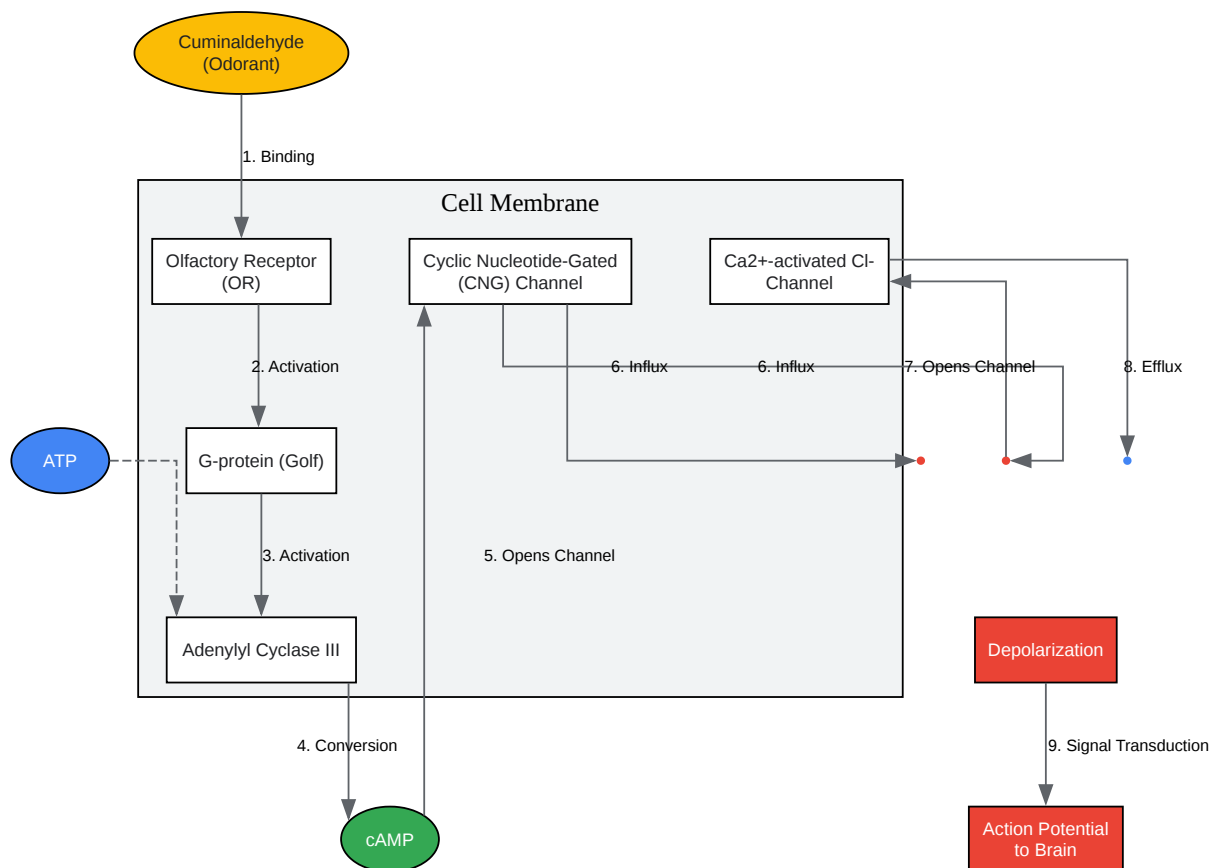 Cuminaldehyde
(Odorant)
1. Binding
Cell Membrane
Olfactory Receptor
(OR)
Cyclic Nucleotide-Gated
(CNG) Channel
Ca2+-activated Cl-
Channel
2. Activation
6. Influx
6. Influx
7. Opens Channel
8. Efflux
ATP
G-protein (Golf)
3. Activation
5. Opens Channel
Adenylyl Cyclase III
Depolarization
4. Conversion
9. Signal Transduction
cAMP
Action Potential
to Brain